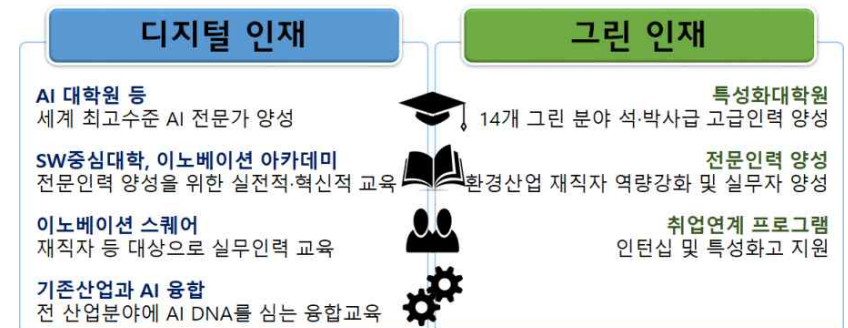 디지털 인재
AI 대학원 등
세계 최고수준 AI 전문가 양성
SW중심대학, 이노베이션 아카데미
전문인력 양성을 위한 실전적·혁신적 교육
이노베이션 스퀘어
재직자 등 대상으로 실무인력 교육
기존산업과 AI 융합
전 산업분야에 AI DNA를 심는 융합교육
그린 인재
특성화대학원
14개 그린 분야 석·박사급 고급인력 양성
전문인력 양성
환경산업 재직자 역량강화 및 실무자 양성
취업연계 프로그램
인턴십 및 특성화고 지원